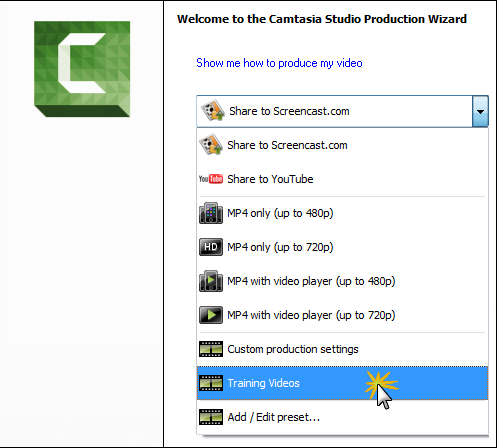 Welcome to the Camtasia Studio Production Wizard
Show me how to produce my video
Share to Screencast.com
Share to Screencast.com
YouTube Share to YouTube
MP4 only (up to 480p)
HD MP4 only (up to 720p)
MP4 with video player (up to 480p)
MP4 with video player (up to 720p)
Custom production settings
Training Videos
Add / Edit preset...